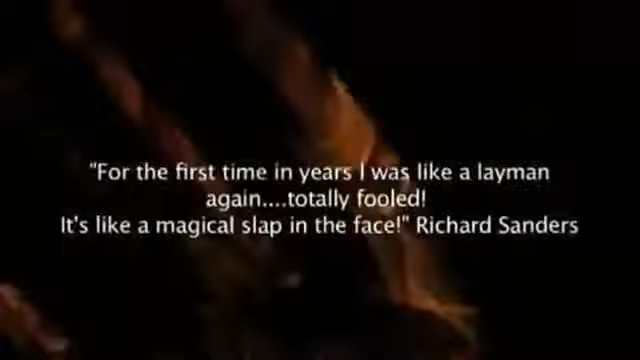 "For the first time in years I was like a layman
again....totally fooled!
It's like a magical slap in the face!" Richard Sanders